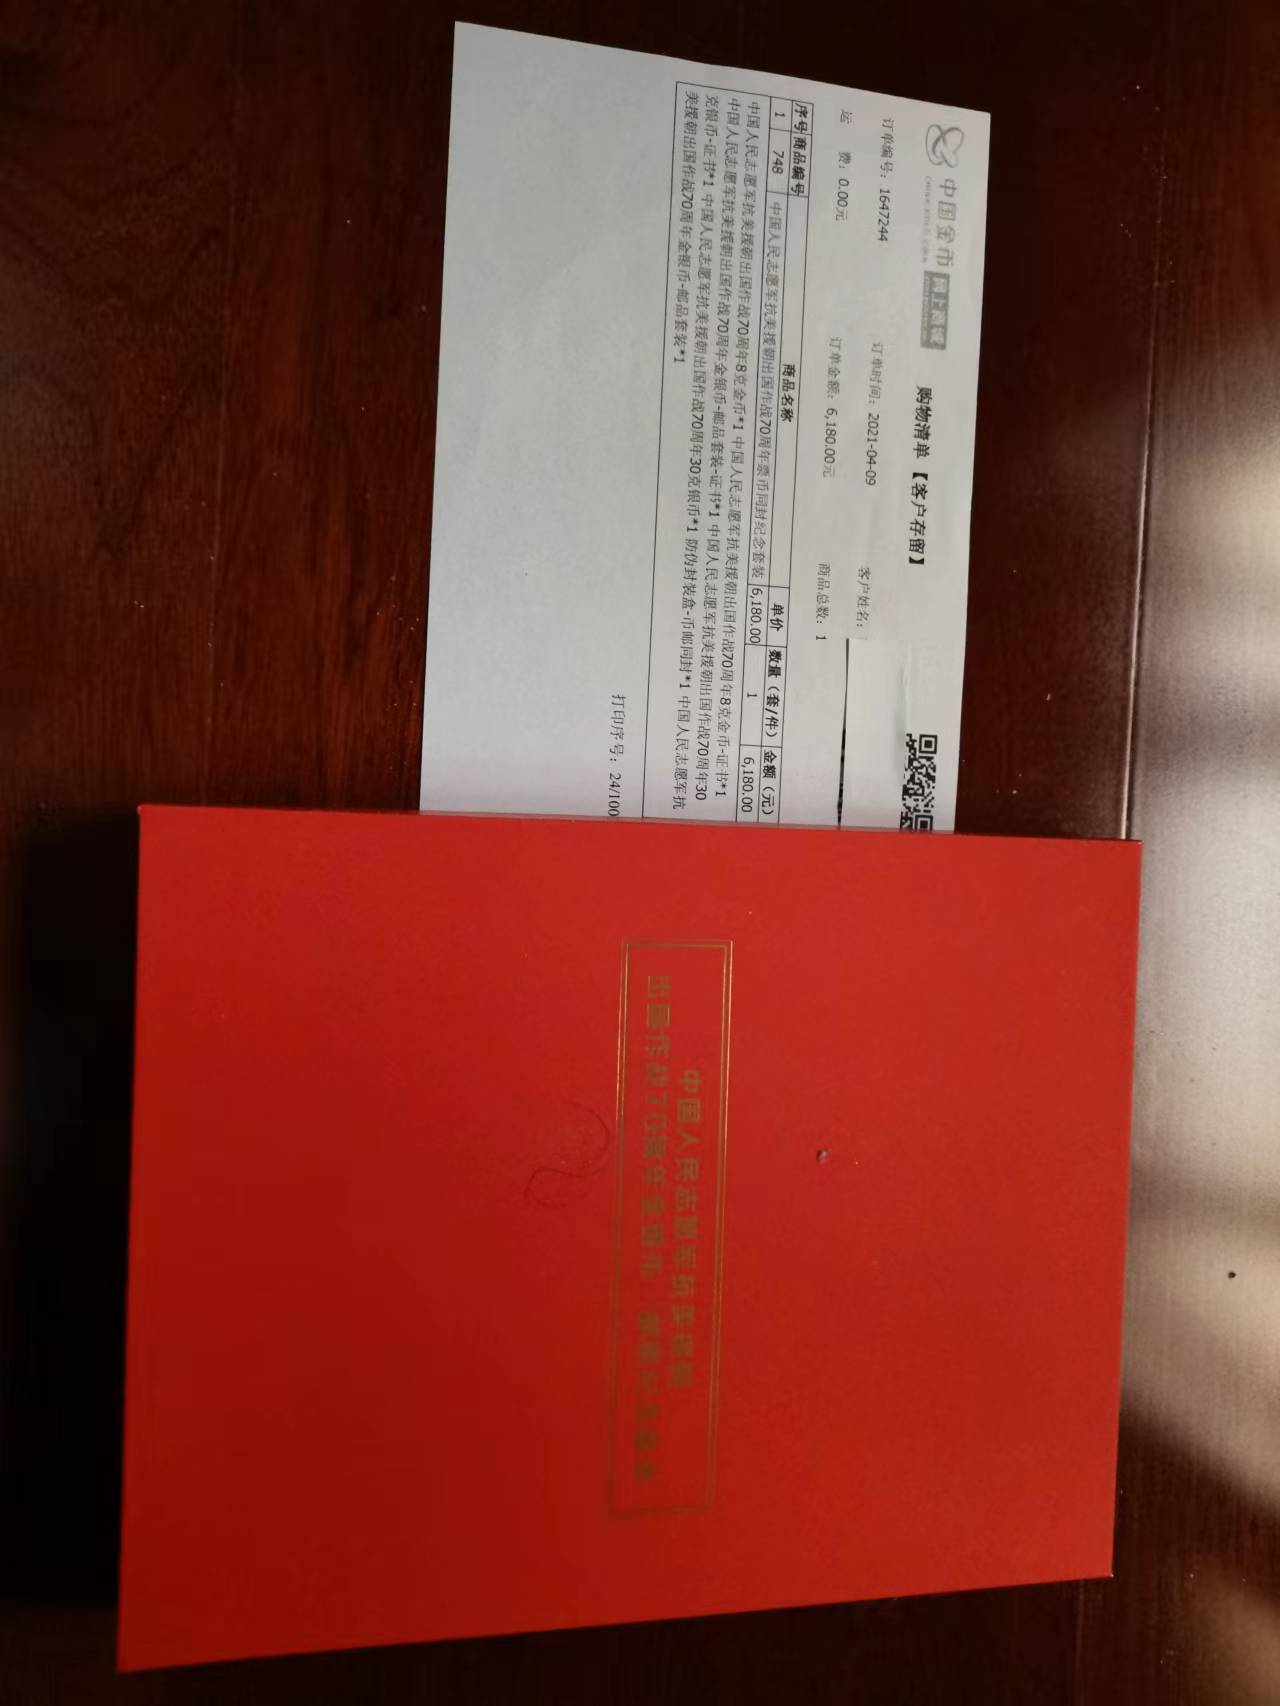 中国金币 网上商城
购物清单 【客户存留】
订单编号：1647244 订单时间：2021-04-09 客户姓名：
运 费：0.00元 订单金额：6,180.00元 商品总数：1
序号 商品编号 商品名称 单价 数量（套/件） 金额（元）
1 748 中国人民志愿军抗美援朝出国作战70周年票币同封纪念套装 6,180.00 1 6,180.00
中国人民志愿军抗美援朝出国作战70周年8克金币*1 中国人民志愿军抗美援朝出国作战70周年8克金币-证书*1
中国人民志愿军抗美援朝出国作战70周年金银币-邮品套装-证书*1 中国人民志愿军抗美援朝出国作战70周年30
克银币-证书*1 中国人民志愿军抗美援朝出国作战70周年30克银币*1 防伪封装盒-币邮同封*1 中国人民志愿军抗
美援朝出国作战70周年金银币-邮品套装*1
打印序号：24/100
中国人民志愿军抗美援朝
出国作战70周年金银币